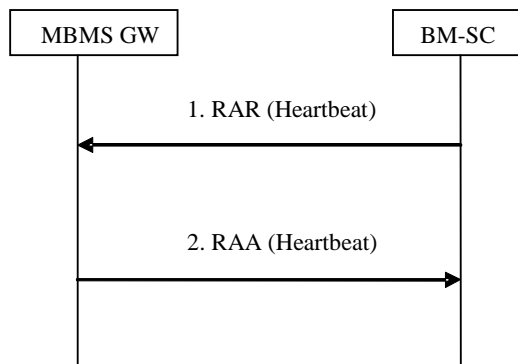 MBMS GW
BM-SC
1. RAR (Heartbeat)
2. RAA (Heartbeat)